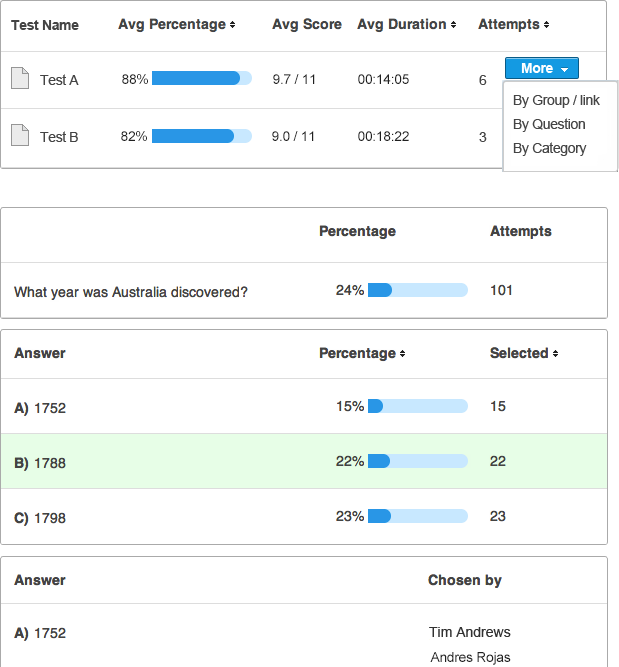 Test Name Avg Percentage Avg Score Avg Duration Attempts
Test A 88% 9.7 / 11 00:14:05 6 More
By Group / link
By Question
By Category
Test B 82% 9.0 / 11 00:18:22 3
Percentage Attempts
What year was Australia discovered? 24% 101
Answer Percentage Selected
A) 1752 15% 15
B) 1788 22% 22
C) 1798 23% 23
Answer Chosen by
A) 1752 Tim Andrews
Andres Rojas